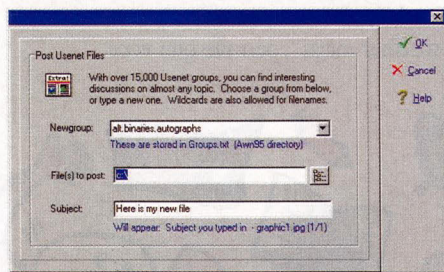 Post Usenet Files
Extra!
With over 15,000 Usenet groups, you can find interesting
discussions on almost any topic. Choose a group from below,
or type a new one. Wildcards are also allowed for filenames.
Newgroup: alt.binaries.autographs
These are stored in Groups.txt (Awn95 directory)
File(s) to post: C:\
Subject: Here is my new file
Will appear: Subject you typed in - graphic1.jpg (1/1)
OK
Cancel
Help